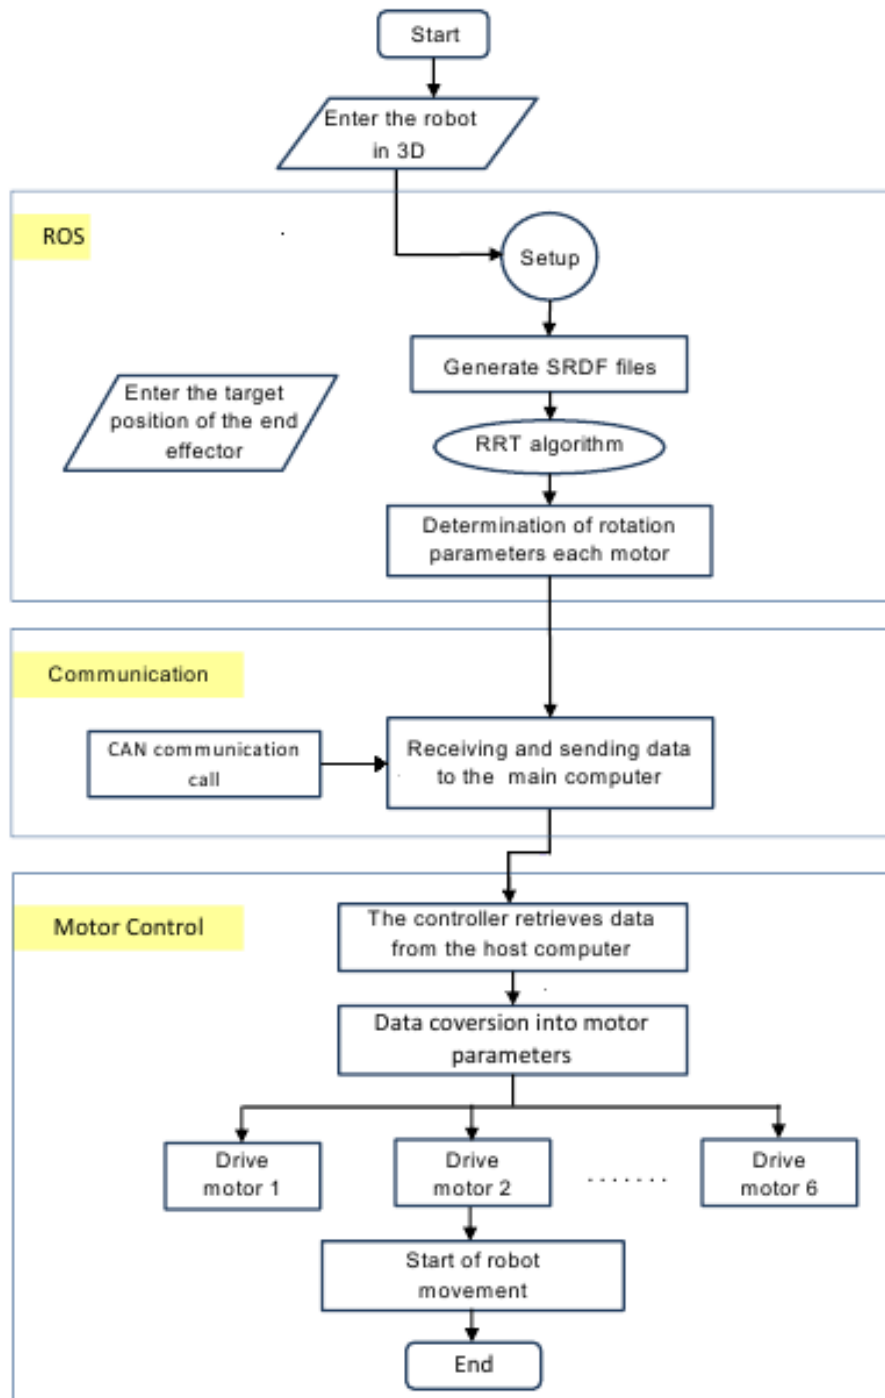 Start
Enter the robot
in 3D
ROS
Setup
Generate SRDF files
Enter the target
position of the end
effector
RRT algorithm
Determination of rotation
parameters each motor
Communication
CAN communication
call
Receiving and sending data
to the main computer
Motor Control
The controller retrieves data
from the host computer
Data coversion into motor
parameters
Drive
motor 1
Drive
motor 2
.......
Drive
motor 6
Start of robot
movement
End